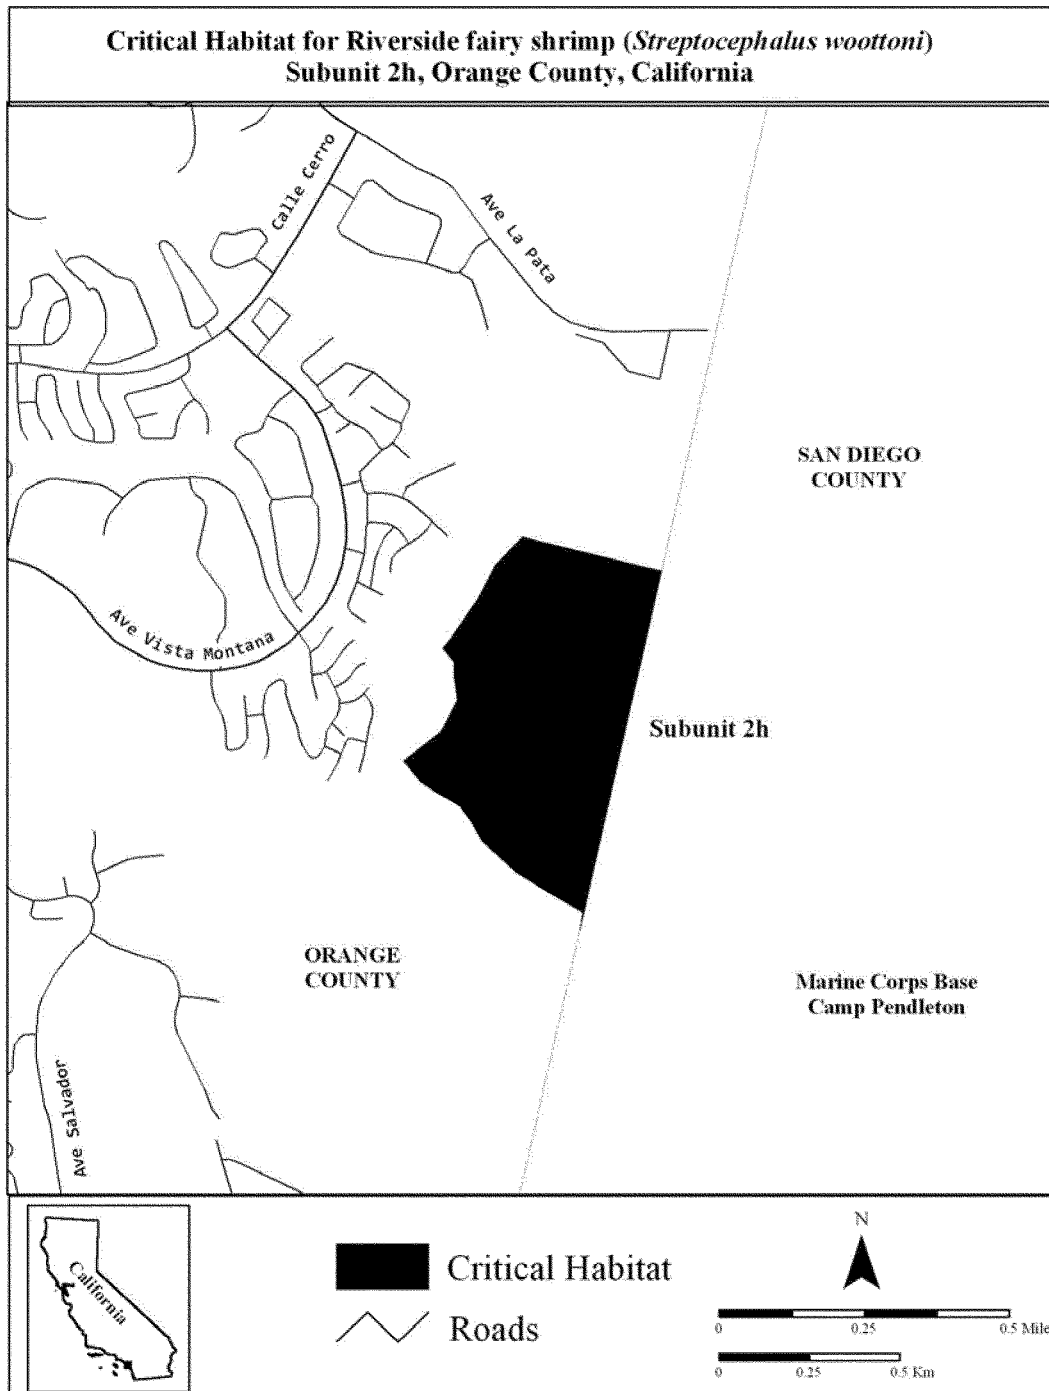 Critical Habitat for Riverside fairy shrimp (Streptocephalus woottoni)
Subunit 2h, Orange County, California
Calle Cerro
Ave La Pata
SAN DIEGO
COUNTY
Ave Vista Montana
Subunit 2h
ORANGE
COUNTY
Marine Corps Base
Camp Pendleton
Ave Salvador
California
Critical Habitat
Roads
N
0 0.25 0.5 Mile
0 0.25 0.5 Km